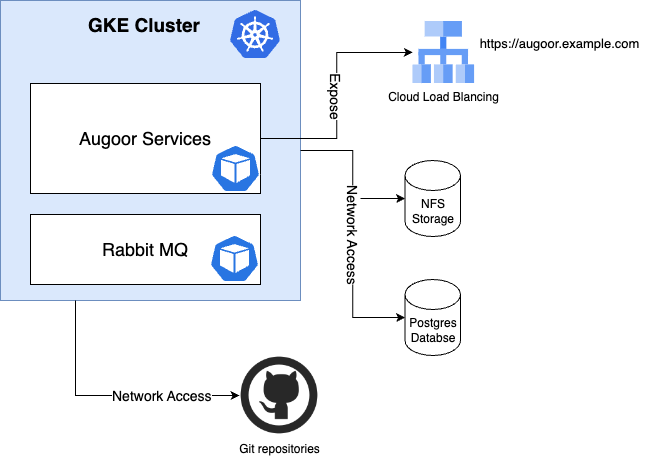 GKE Cluster
https://augoor.example.com
Cloud Load Blancing
Expose
Augoor Services
Network Access
NFS
Storage
Rabbit MQ
Postgres
Databse
Network Access
Git repositories